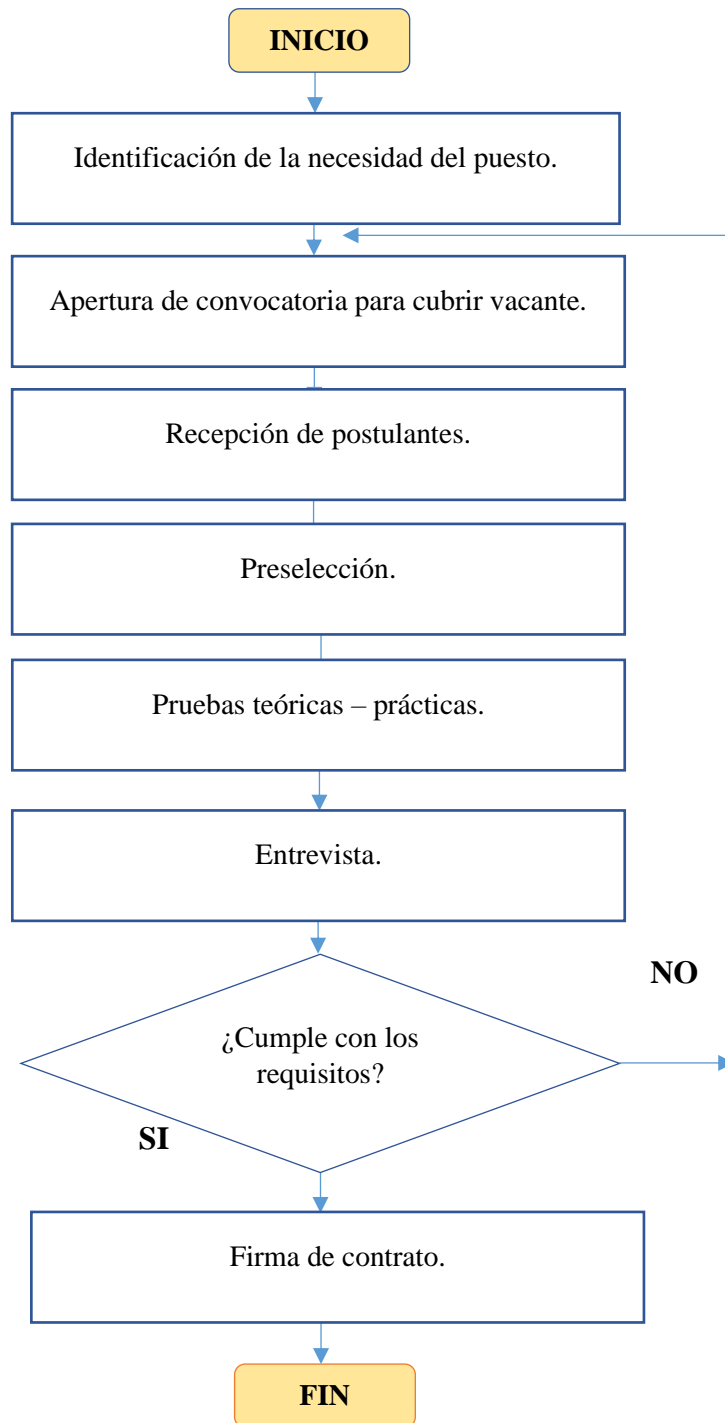 INICIO
Identificación de la necesidad del puesto.
Apertura de convocatoria para cubrir vacante.
Recepción de postulantes.
Preselección.
Pruebas teóricas – prácticas.
Entrevista.
NO
¿Cumple con los
requisitos?
SI
Firma de contrato.
FIN